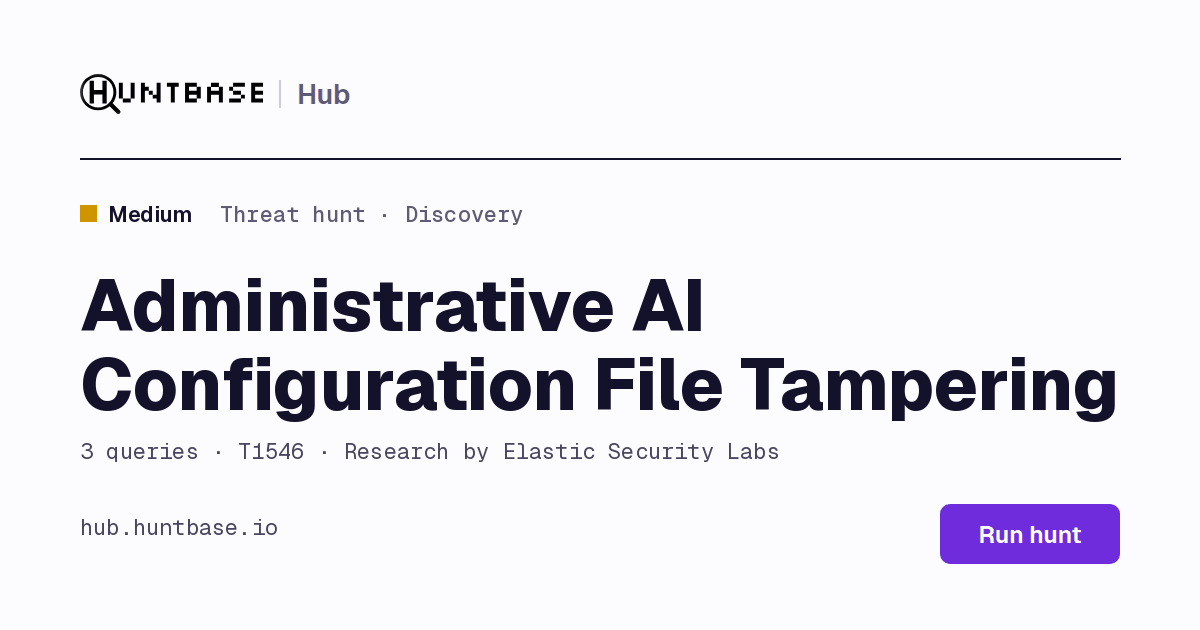 HUNTBASE | Hub
Medium Threat hunt · Discovery
Administrative AI
Configuration File Tampering
3 queries · T1546 · Research by Elastic Security Labs
hub.huntbase.io
Run hunt